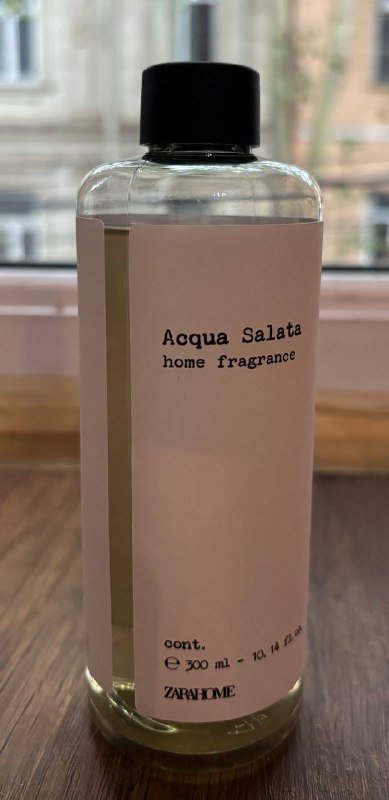 Acqua Salata
home fragrance
cont.
℮ 300 ml - 10.14 fl.oz
ZARAHOME